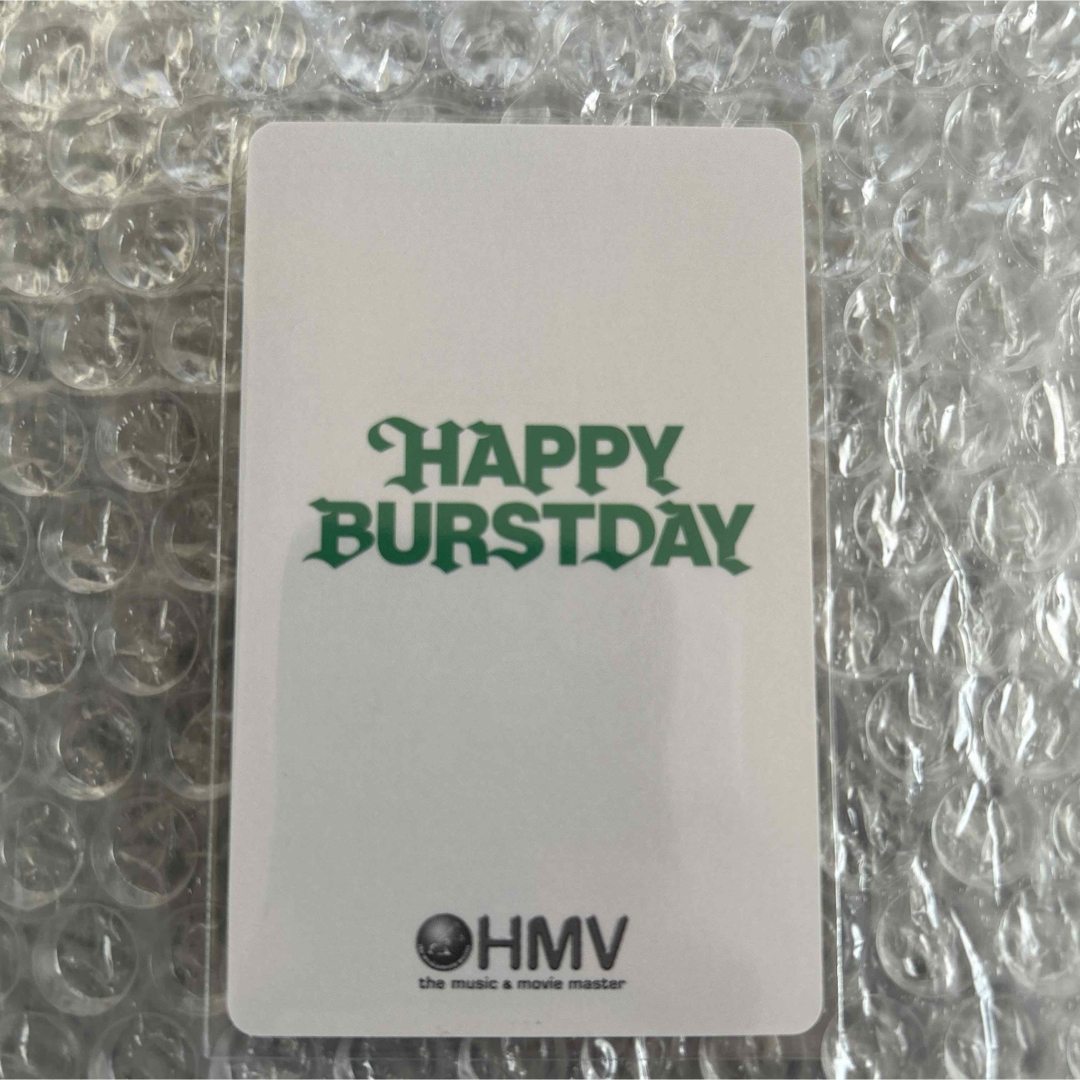 HAPPY
BURSTDAY
HMV
the music & movie master